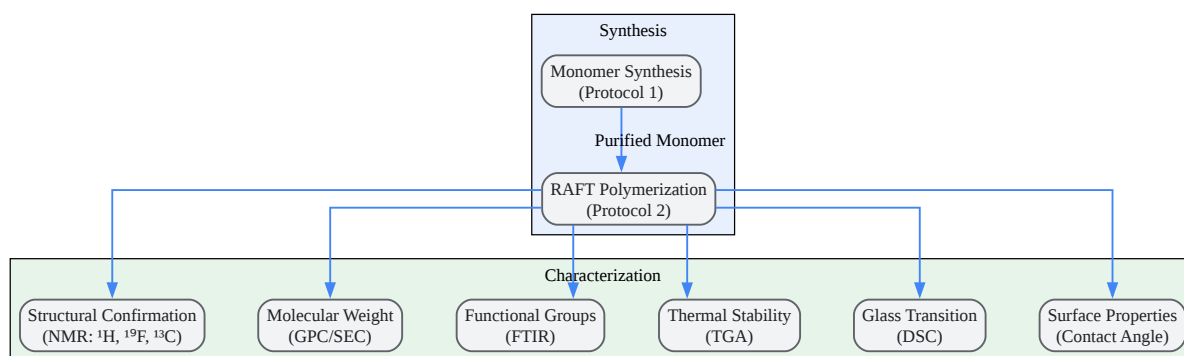 Synthesis
Monomer Synthesis
(Protocol 1)
Purified Monomer
RAFT Polymerization
(Protocol 2)
Characterization
Structural Confirmation
(NMR: ¹H, ¹⁹F, ¹³C)
Molecular Weight
(GPC/SEC)
Functional Groups
(FTIR)
Thermal Stability
(TGA)
Glass Transition
(DSC)
Surface Properties
(Contact Angle)